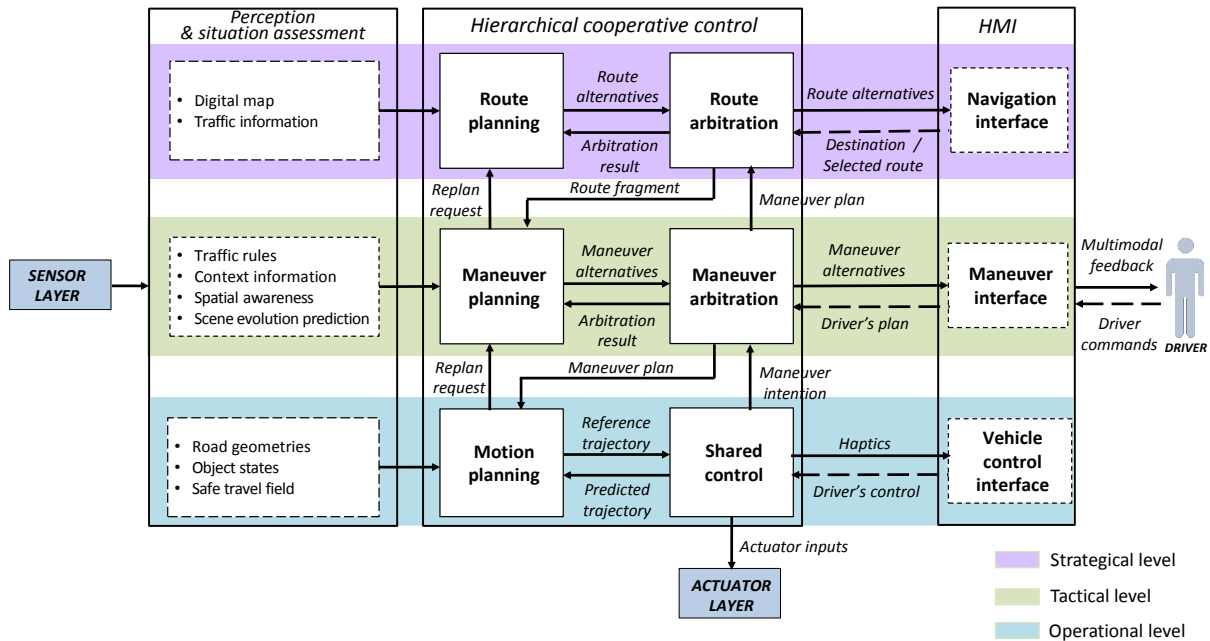 Perception
& situation assessment
Hierarchical cooperative control
HMI
• Digital map
• Traffic information
Route
planning
Route
alternatives
Arbitration
result
Route
arbitration
Route alternatives
Destination /
Selected route
Navigation
interface
Replan
request
Route fragment
Maneuver plan
SENSOR
LAYER
• Traffic rules
• Context information
• Spatial awareness
• Scene evolution prediction
Maneuver
planning
Maneuver
alternatives
Arbitration
result
Maneuver
arbitration
Maneuver
alternatives
Driver's plan
Maneuver
interface
Multimodal
feedback
Driver
commands
DRIVER
Replan
request
Maneuver plan
Maneuver
intention
• Road geometries
• Object states
• Safe travel field
Motion
planning
Reference
trajectory
Predicted
trajectory
Shared
control
Haptics
Driver's control
Vehicle
control
interface
Actuator inputs
ACTUATOR
LAYER
Strategical level
Tactical level
Operational level